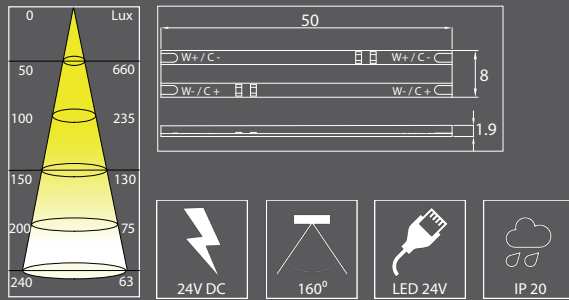 0 Lux
50 660
100 235
150 130
200 75
240 63
50
W+ / C - W+ / C -
8
W- / C + W- / C +
1.9
24V DC
160⁰
LED 24V
IP 20